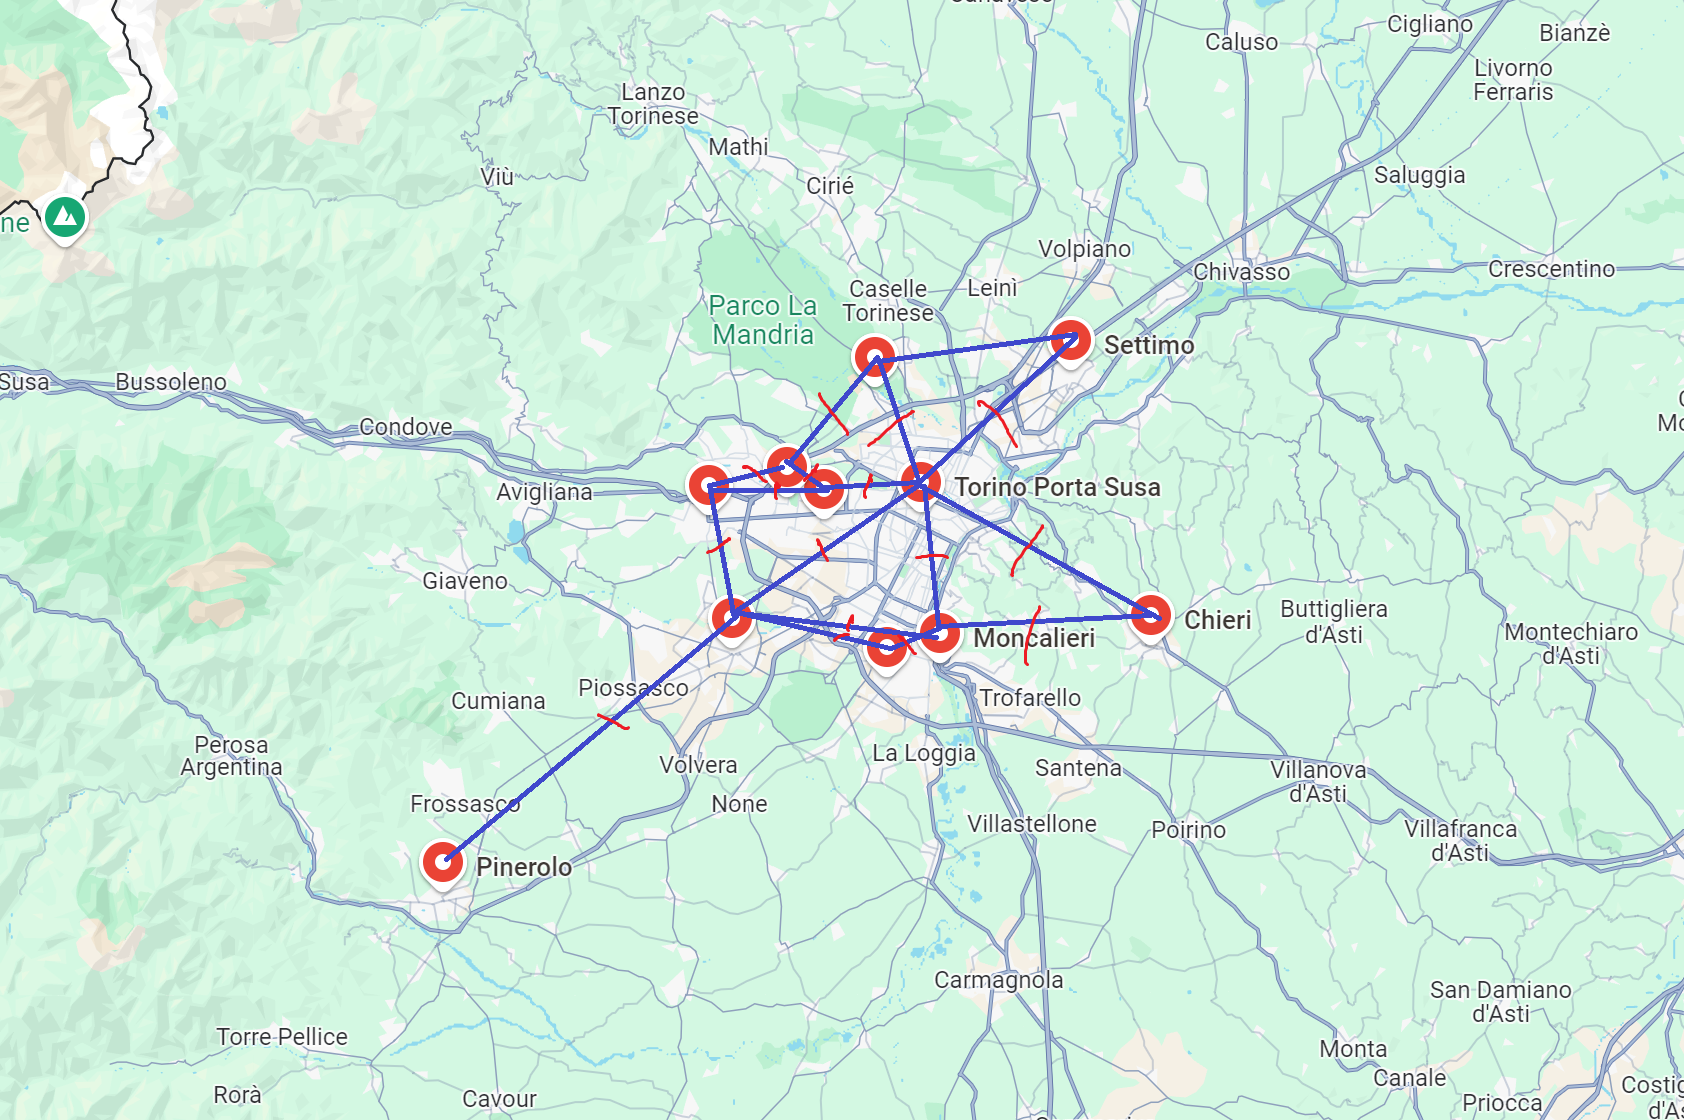 Canavese
Cigliano
Bianzè
Caluso
Livorno
Ferraris
Lanzo
Torinese
Mathi
Viù
Cirié
Saluggia
ne
Volpiano
Chivasso
Crescentino
Caselle
Torinese
Leinì
Parco La
Mandria
Settimo
Susa
Bussoleno
Condove
Avigliana
Torino Porta Susa
Giaveno
Chieri
Buttigliera
d'Asti
Moncalieri
Montechiaro
d'Asti
Piossasco
Cumiana
Trofarello
Perosa
Argentina
Volvera
La Loggia
Santena
Villanova
d'Asti
Frossasco
None
Villastellone
Poirino
Villafranca
d'Asti
Pinerolo
Carmagnola
San Damiano
d'Asti
Torre Pellice
Monta
Canale
Rorà
Cavour
Priocca
Costig
d'As